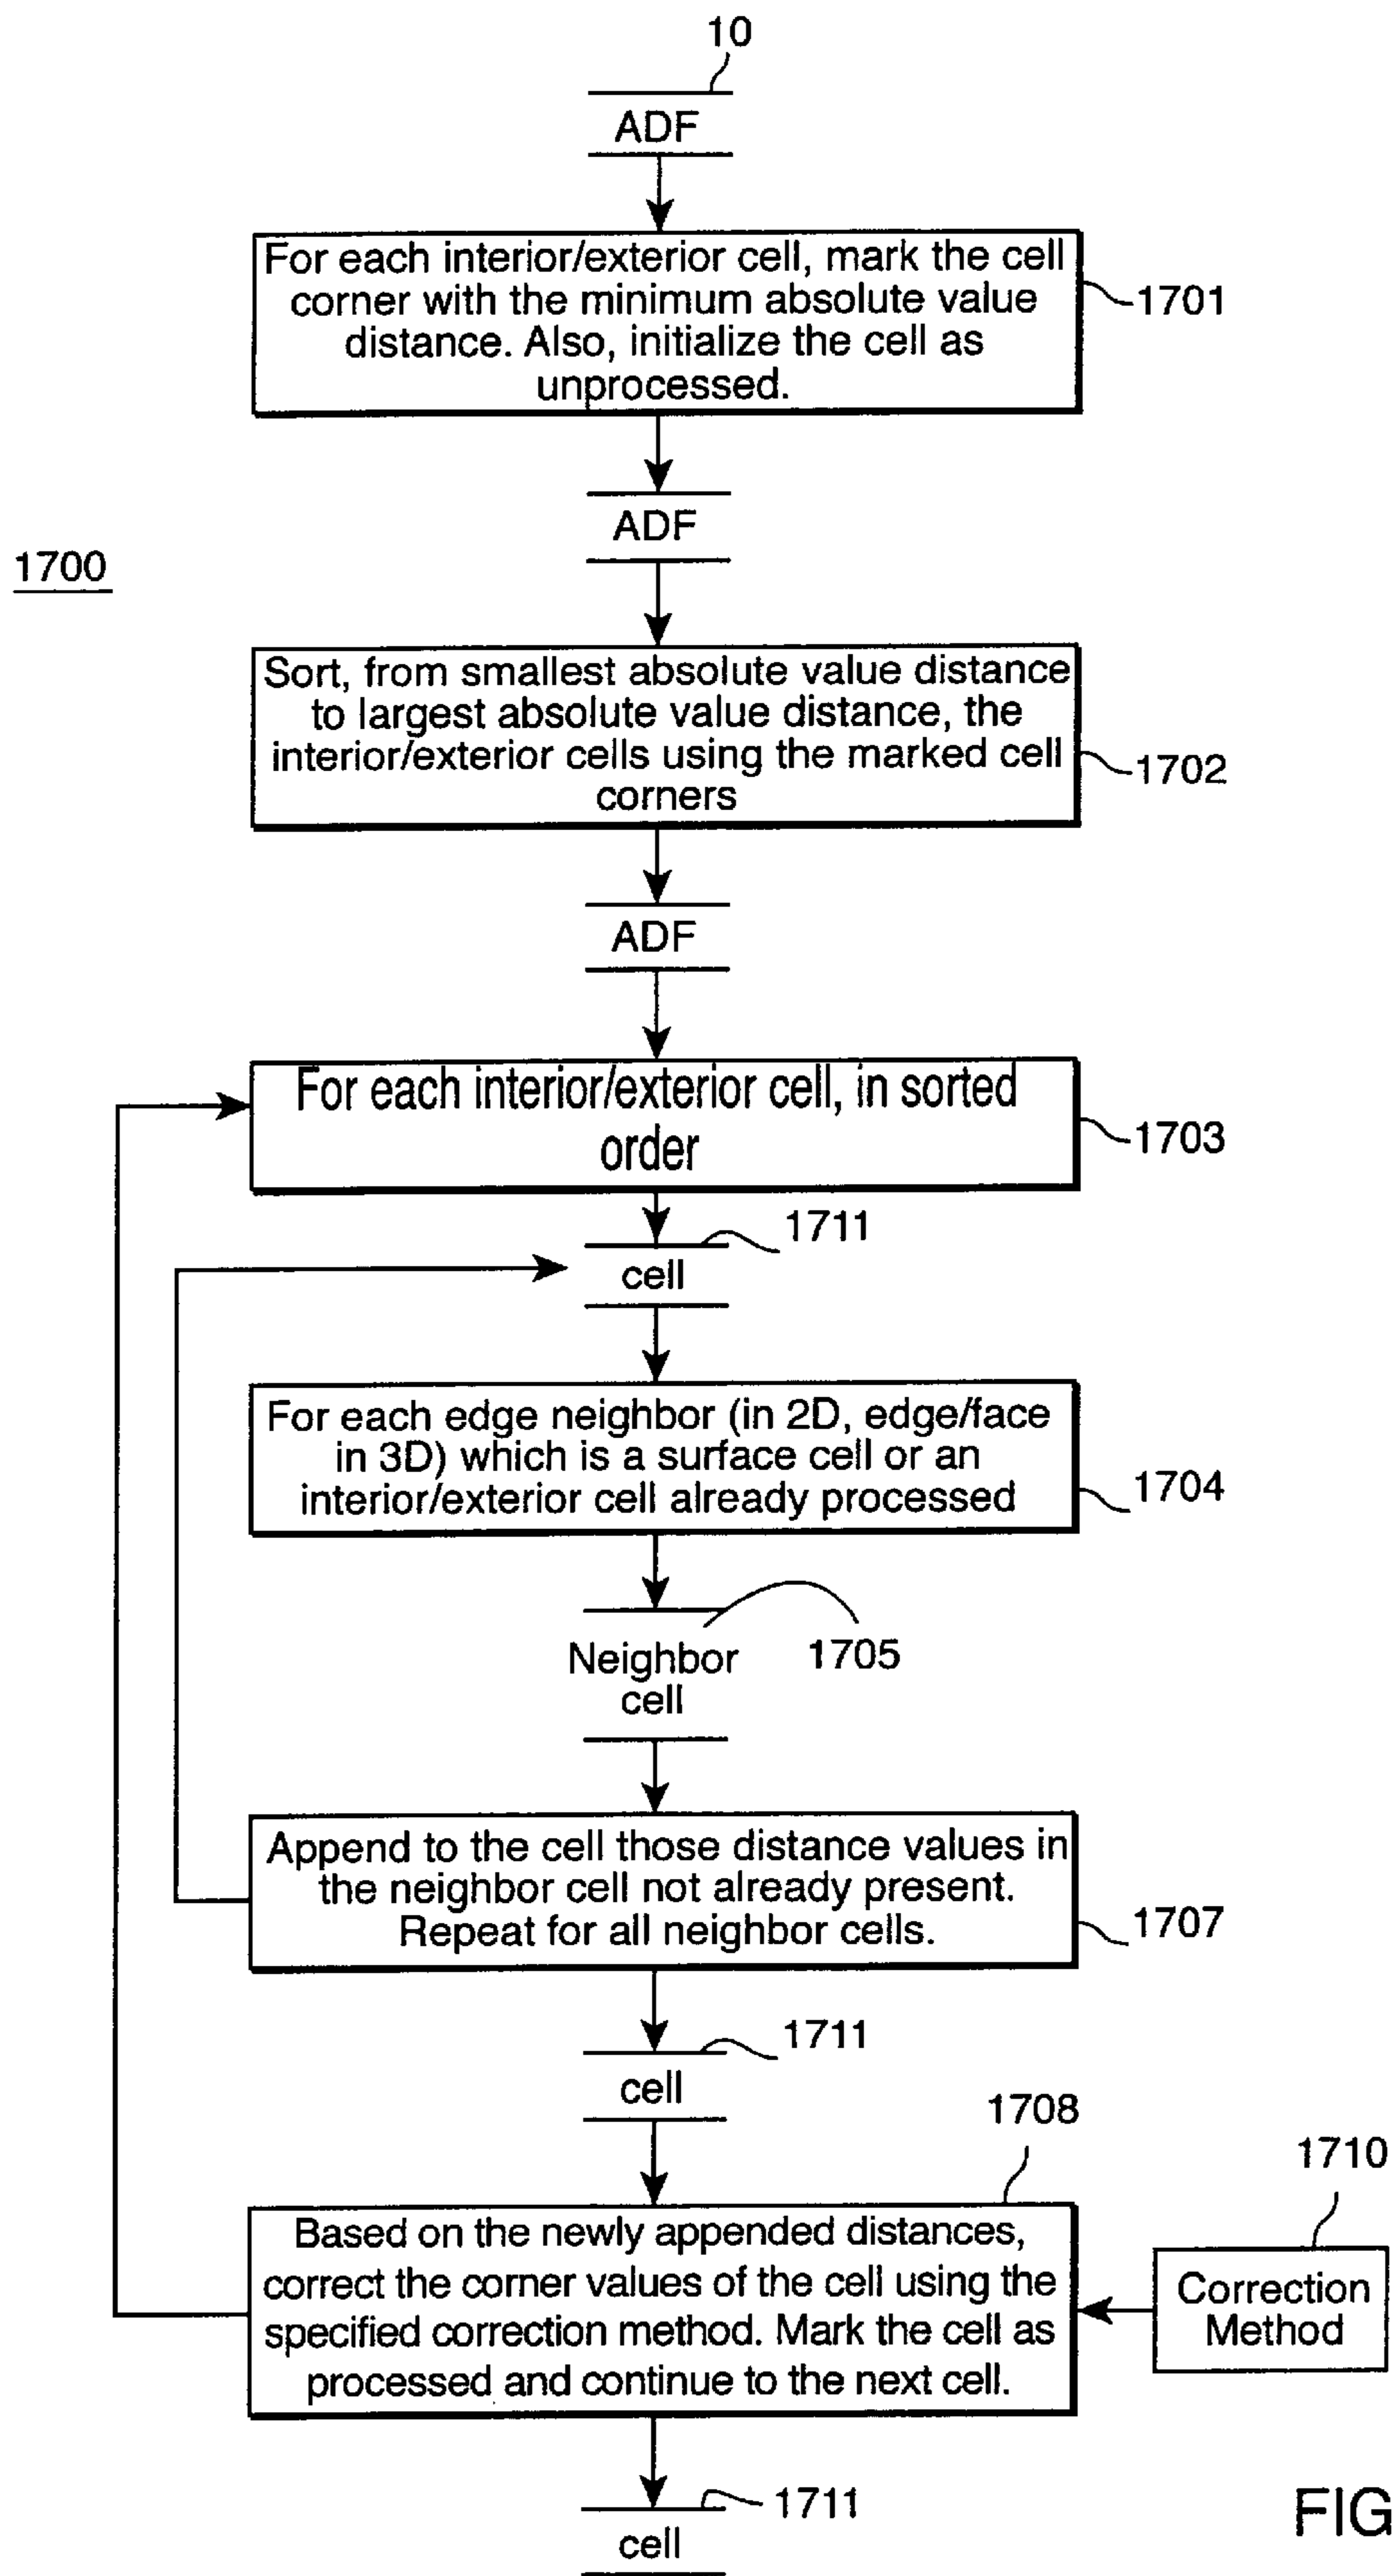 10
ADF
For each interior/exterior cell, mark the cell
corner with the minimum absolute value
distance. Also, initialize the cell as
unprocessed.
1701
ADF
1700
Sort, from smallest absolute value distance
to largest absolute value distance, the
interior/exterior cells using the marked cell
corners
1702
ADF
For each interior/exterior cell, in sorted
order
1703
1711
cell
For each edge neighbor (in 2D, edge/face
in 3D) which is a surface cell or an
interior/exterior cell already processed
1704
Neighbor
cell
1705
Append to the cell those distance values in
the neighbor cell not already present.
Repeat for all neighbor cells.
1707
1711
cell
1708
1710
Based on the newly appended distances,
correct the corner values of the cell using the
specified correction method. Mark the cell as
processed and continue to the next cell.
Correction
Method
1711
cell
FIG